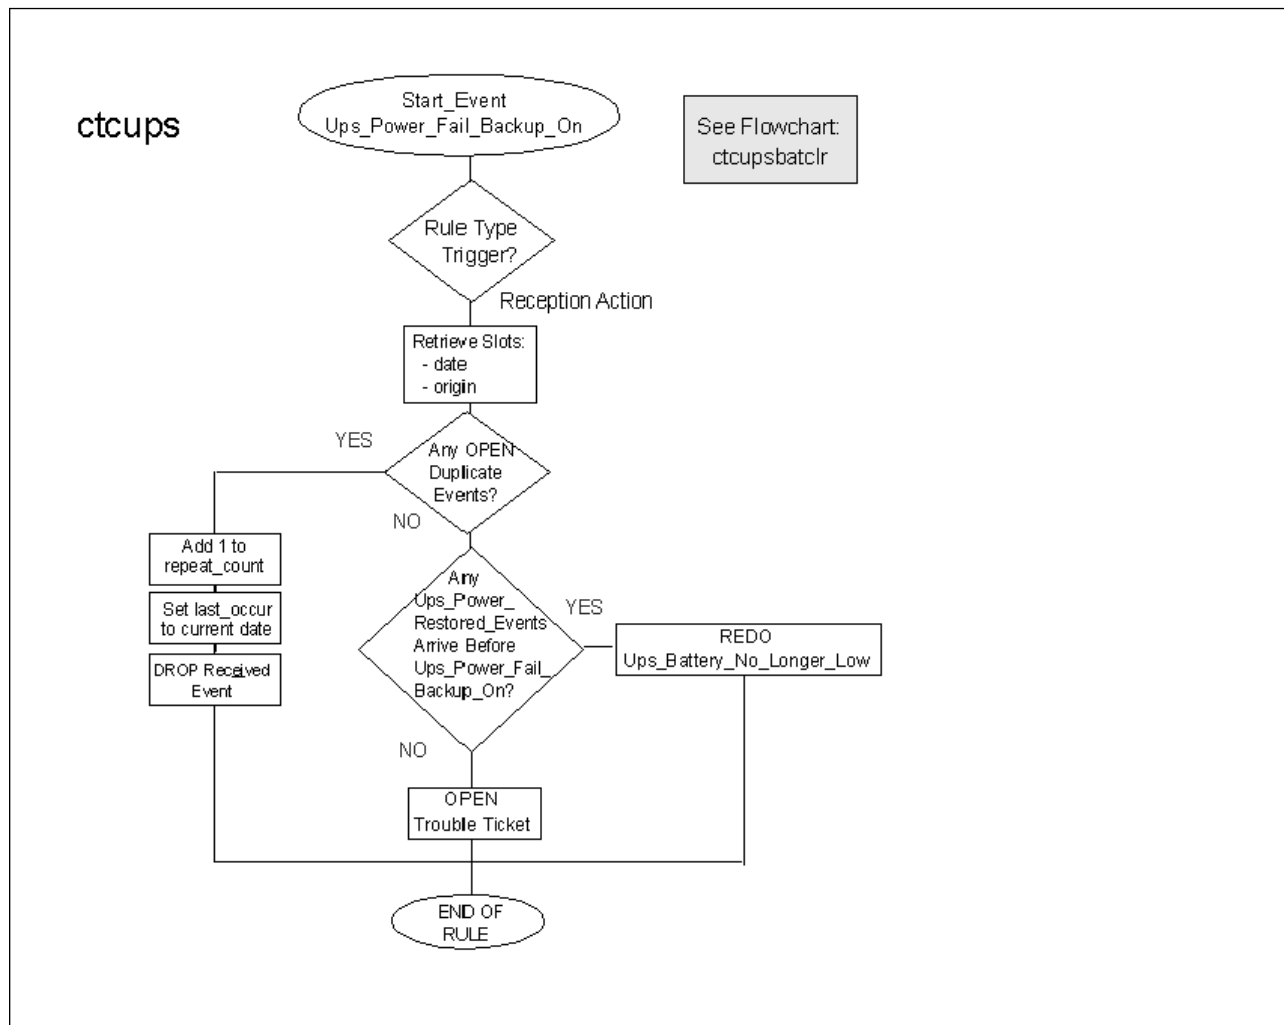 ctcups
Start_Event
Ups_Power_Fail_Backup_On
See Flowchart:
ctcupsbatclr
Rule Type
Trigger?
Reception Action
Retrieve Slots:
- date
- origin
YES
Any OPEN
Duplicate
Events?
NO
Add 1 to
repeat_count
Set last_occur
to current date
DROP Received
Event
Any
Ups_Power_
Restored_Events
Arrive Before
Ups_Power_Fail_
Backup_On?
YES
REDO
Ups_Battery_No_Longer_Low
NO
OPEN
Trouble Ticket
END OF
RULE